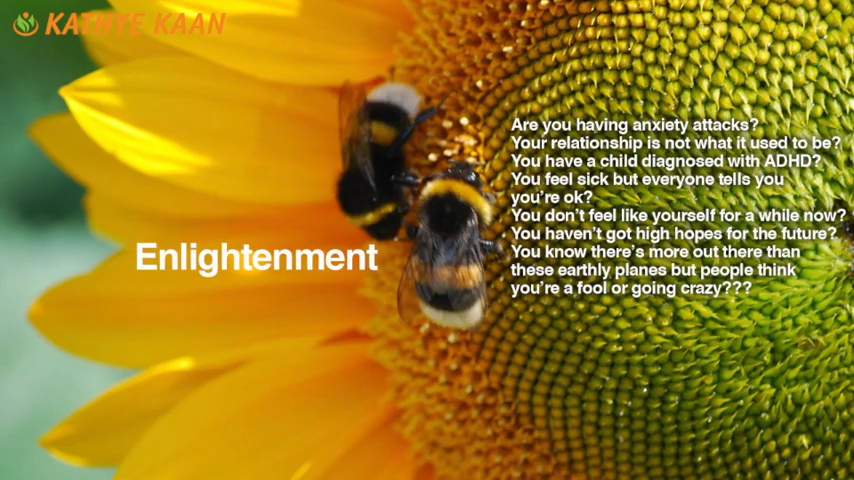 KATHYE KAAN
Enlightenment
Are you having anxiety attacks?
Your relationship is not what it used to be?
You have a child diagnosed with ADHD?
You feel sick but everyone tells you
you're ok?
You don't feel like yourself for a while now?
You haven't got high hopes for the future?
You know there's more out there than
these earthly planes but people think
you're a fool or going crazy???